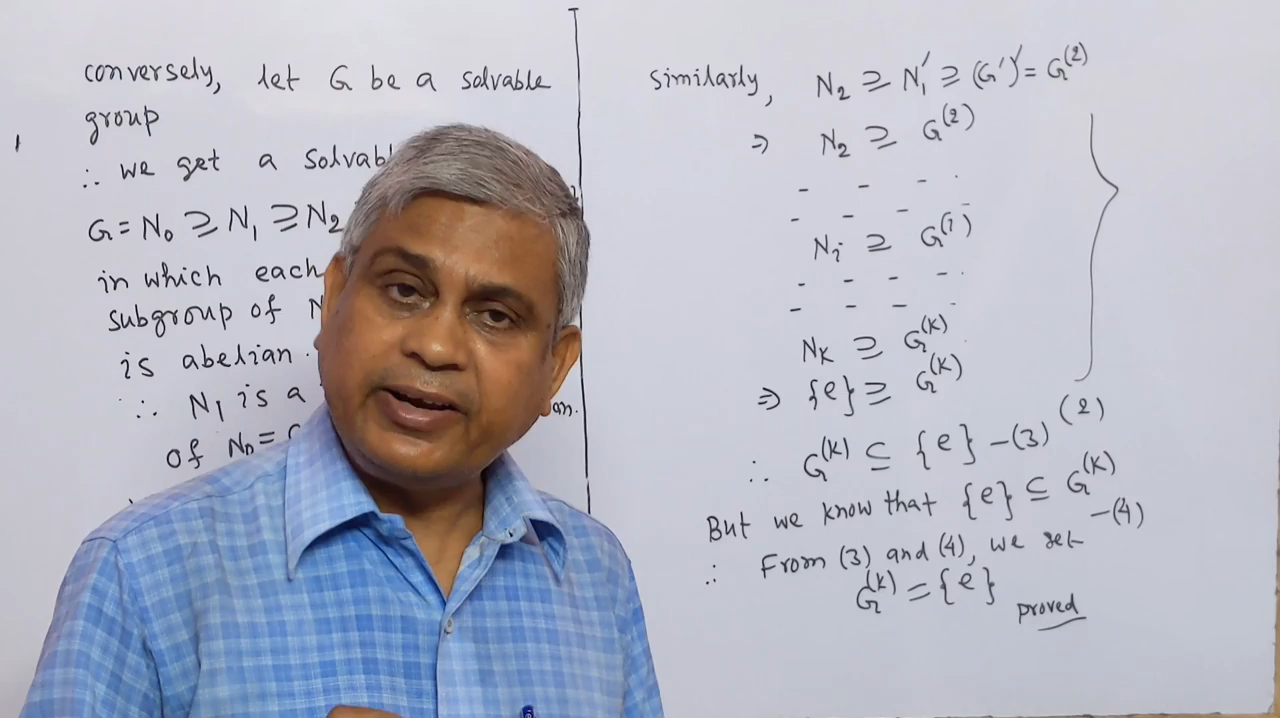 conversely, let G be a solvable
group
∴ we get a
G = N₀ ≥ N₁ ≥ N₂
in which each
subgroup of N
is abelian.
∴ N₁ is a
of N₀ =
Similarly, N₂ ≥ N₁' ≥ (G')' = G⁽²⁾
⇒ N₂ ≥ G⁽²⁾
- - - .
- - - -
Nᵢ ≥ G⁽ⁱ⁾
- - - .
- - - .
N_K ≥ G⁽ᴷ⁾
⇒ {e} ≥ G⁽ᴷ⁾
(2)
∴ G⁽ᴷ⁾ ⊆ {e} –(3)
But we know that {e} ⊆ G⁽ᴷ⁾
–(4)
∴ From (3) and (4), we get
G⁽ᴷ⁾ = {e}
proved